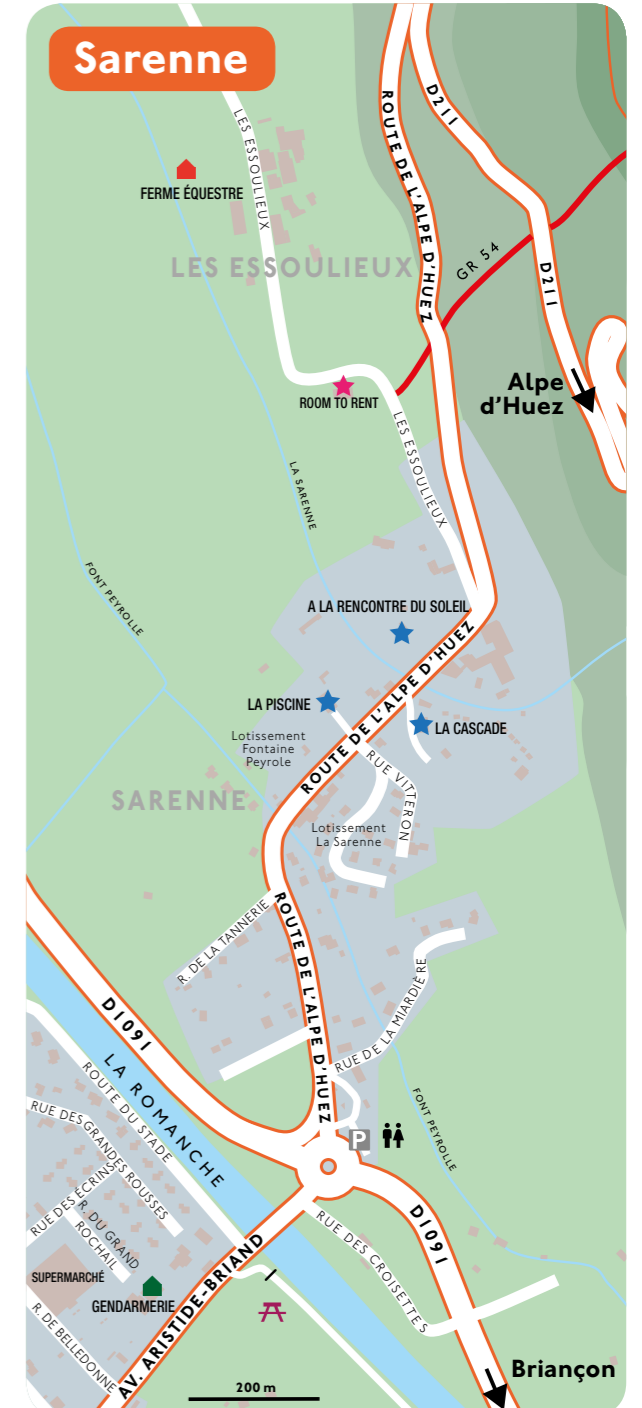 Sarenne
LES ESSOULIEUX
ROUTE DE L'ALPE D'HUEZ
D211
FERME ÉQUESTRE
LES ESSOULIEUX
GR 54
D211
Alpe
d'Huez
ROOM TO RENT
LES ESSOULIEUX
LA SARENNE
FONT PEYROLLE
A LA RENCONTRE DU SOLEIL
ROUTE DE L'ALPE D'HUEZ
LA PISCINE
LA CASCADE
Lotissement
Fontaine
Peyrole
RUE VITTERON
SARENNE
Lotissement
La Sarenne
R. DE LA TANNERIE
ROUTE DE L'ALPE D'HUEZ
RUE DE LA MIARDIÈRE
D1091
LA ROMANCHE
ROUTE DU STADE
FONT PEYROLLE
P
RUE DES GRANDES ROUSSES
RUE DES ÉCRINS
R. DU GRAND
ROCHAIL
RUE DES CROISETTES
D1091
SUPERMARCHÉ
GENDARMERIE
AV. ARISTIDE-BRIAND
R. DE BELLEDONNE
200 m
Briançon